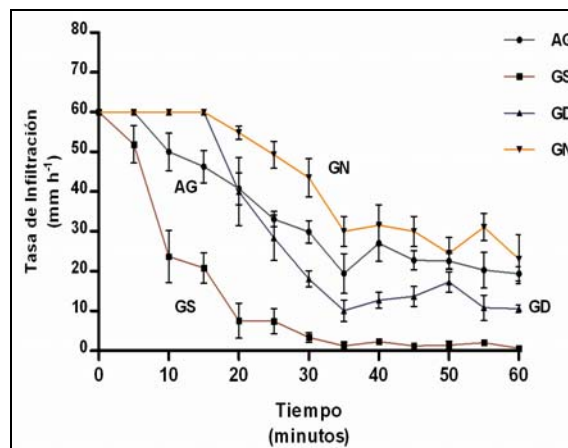 Tasa de Infiltración
(mm h-1)
80
70
60
50
40
30
20
10
0
0
10
20
30
40
50
60
Tiempo
(minutos)
AG
GS
GN
GD
AG
GS
GD
GN